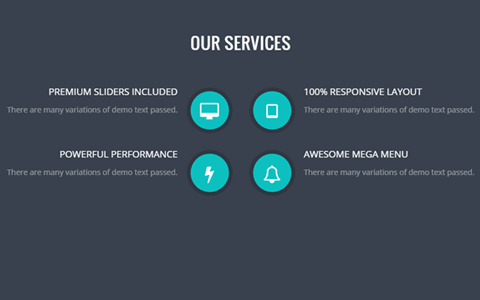 OUR SERVICES
PREMIUM SLIDERS INCLUDED
There are many variations of demo text passed.
100% RESPONSIVE LAYOUT
There are many variations of demo text passed.
POWERFUL PERFORMANCE
There are many variations of demo text passed.
AWESOME MEGA MENU
There are many variations of demo text passed.